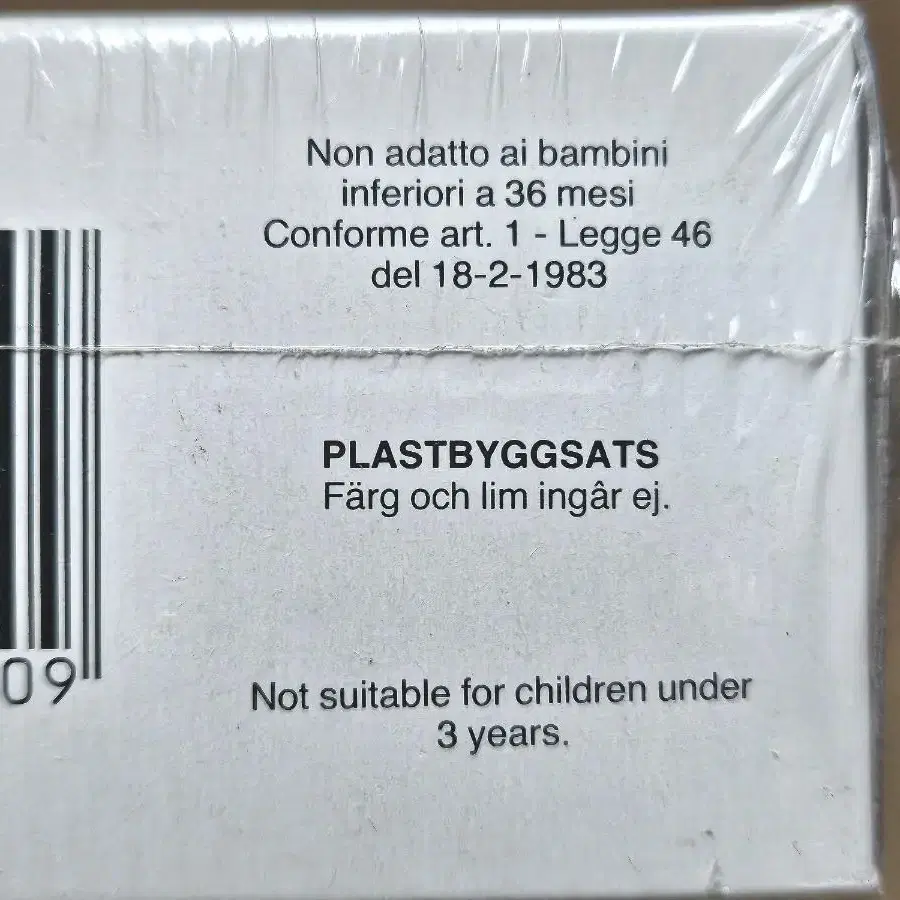 Non adatto ai bambini
inferiori a 36 mesi
Conforme art. 1 - Legge 46
del 18-2-1983
PLASTBYGGSATS
Färg och lim ingâr ej.
09
Not suitable for children under
3 years.